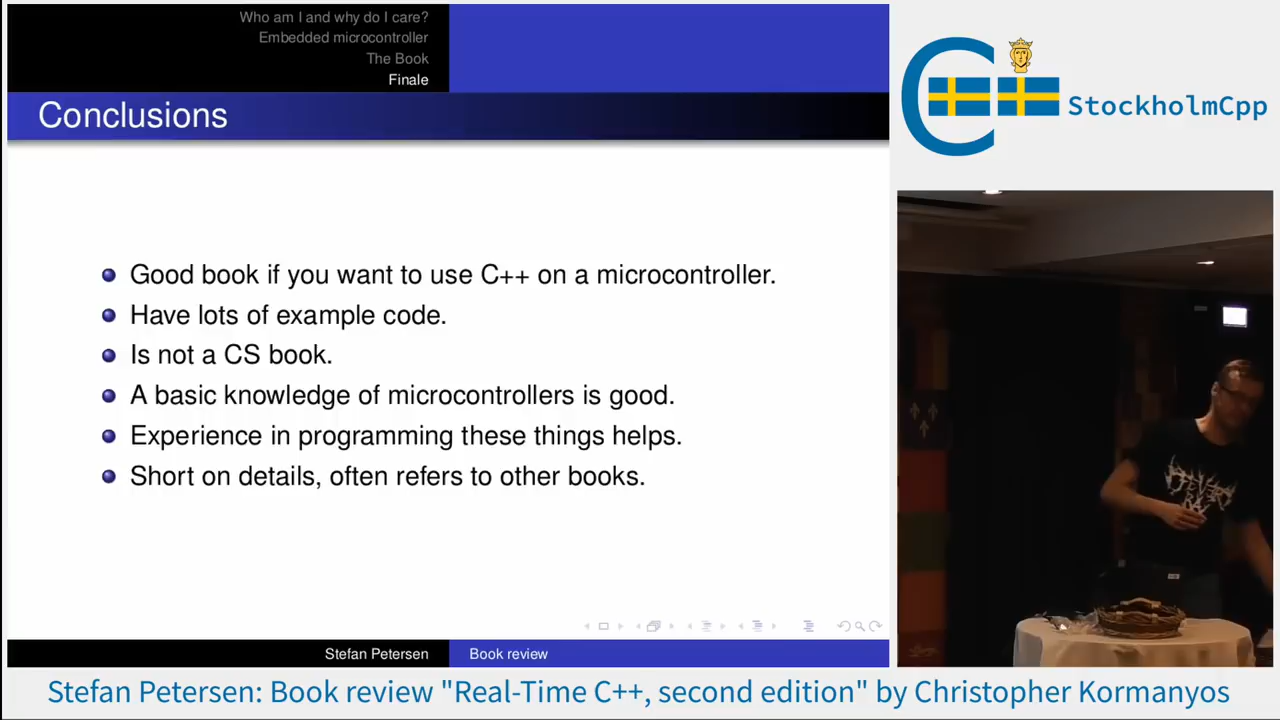 Who am I and why do I care?
Embedded microcontroller
The Book
Finale
Conclusions
StockholmCpp
Good book if you want to use C++ on a microcontroller.
Have lots of example code.
Is not a CS book.
A basic knowledge of microcontrollers is good.
Experience in programming these things helps.
Short on details, often refers to other books.
Stefan Petersen
Book review
Stefan Petersen: Book review "Real-Time C++, second edition" by Christopher Kormanyos